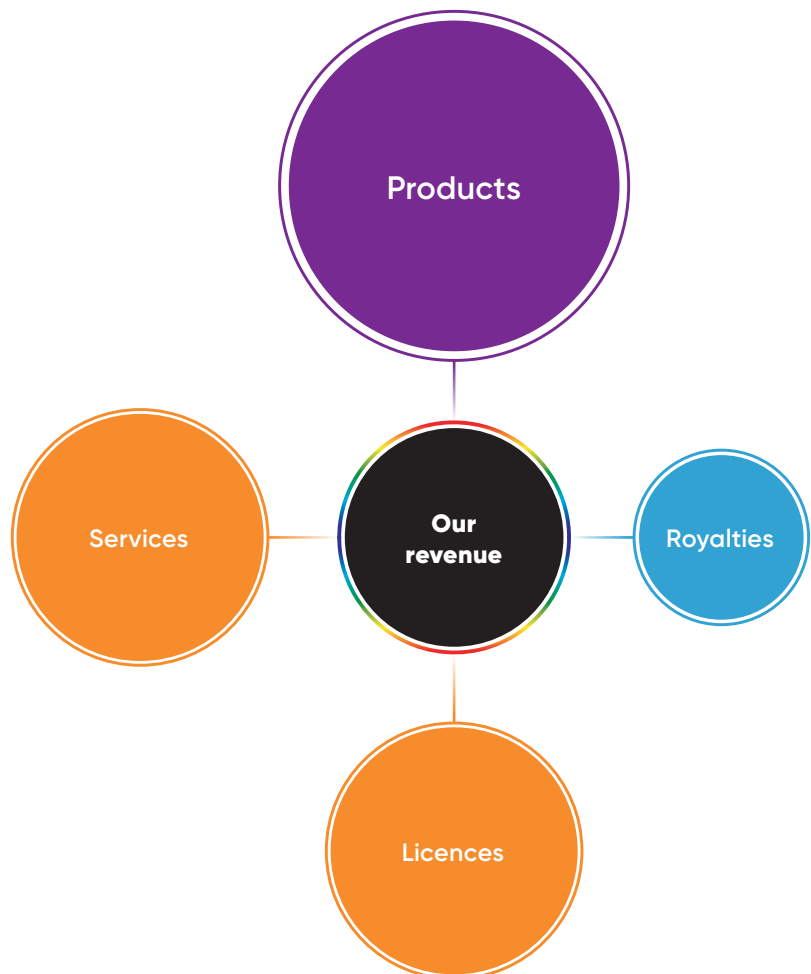 Products
Services
Our
revenue
Royalties
Licences